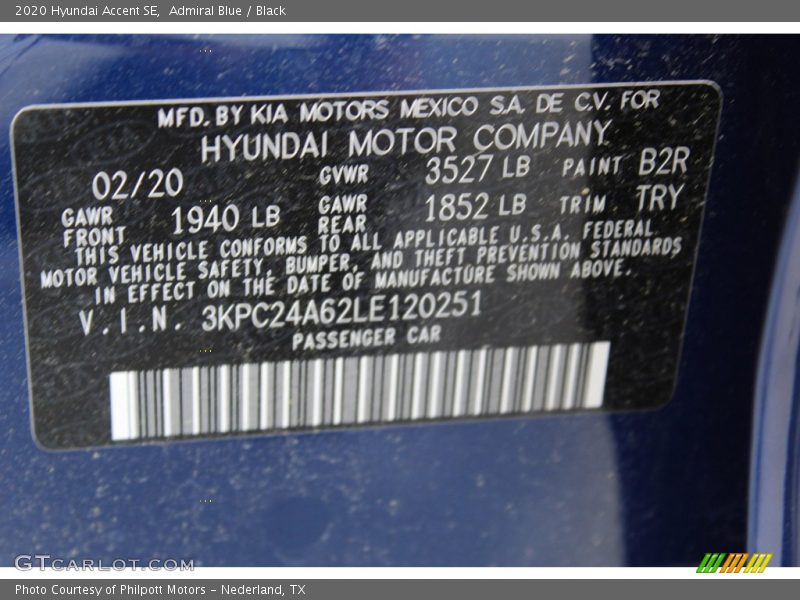 2020 Hyundai Accent SE,  Admiral Blue / Black
MFD. BY KIA MOTORS MEXICO S.A. DE C.V. FOR
HYUNDAI MOTOR COMPANY
02/20 GVWR 3527 LB PAINT B2R
GAWR FRONT 1940 LB GAWR REAR 1852 LB TRIM TRY
THIS VEHICLE CONFORMS TO ALL APPLICABLE U.S.A. FEDERAL
MOTOR VEHICLE SAFETY, BUMPER, AND THEFT PREVENTION STANDARDS
IN EFFECT ON THE DATE OF MANUFACTURE SHOWN ABOVE.
V.I.N. 3KPC24A62LE120251
PASSENGER CAR
GTCARLOT.COM
Photo Courtesy of Philpott Motors - Nederland, TX